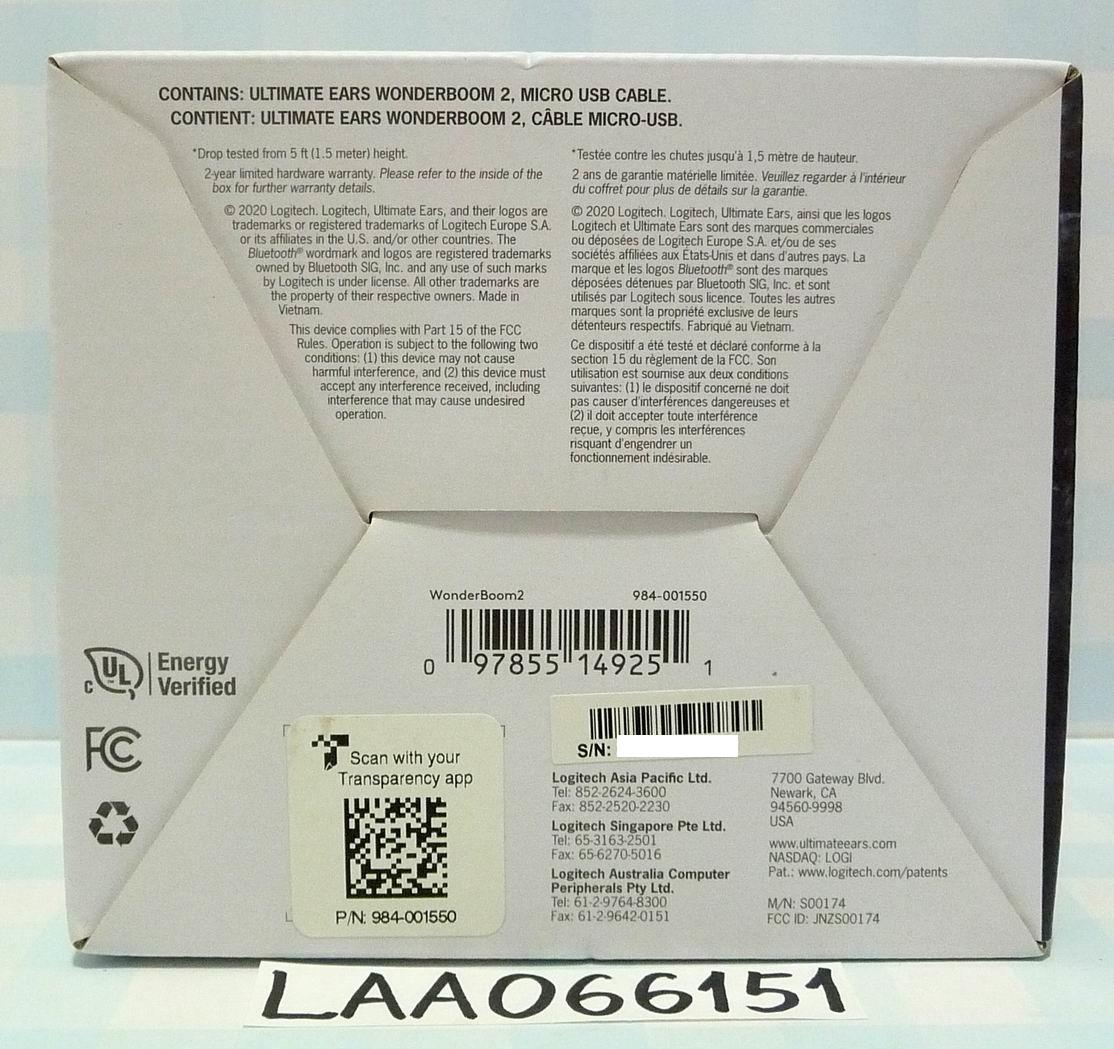 CONTAINS: ULTIMATE EARS WONDERBOOM 2, MICRO USB CABLE.
CONTIENT: ULTIMATE EARS WONDERBOOM 2, CÂBLE MICRO-USB.
*Drop tested from 5 ft (1.5 meter) height.
2-year limited hardware warranty. Please refer to the inside of the
box for further warranty details.
© 2020 Logitech. Logitech, Ultimate Ears, and their logos are
trademarks or registered trademarks of Logitech Europe S.A.
or its affiliates in the U.S. and/or other countries. The
Bluetooth® wordmark and logos are registered trademarks
owned by Bluetooth SIG, Inc. and any use of such marks
by Logitech is under license. All other trademarks are
the property of their respective owners. Made in
Vietnam.
This device complies with Part 15 of the FCC
Rules. Operation is subject to the following two
conditions: (1) this device may not cause
harmful interference, and (2) this device must
accept any interference received, including
interference that may cause undesired
operation.
*Testée contre les chutes jusqu'à 1,5 mètre de hauteur.
2 ans de garantie matérielle limitée. Veuillez regarder à l'intérieur
du coffret pour plus de détails sur la garantie.
© 2020 Logitech. Logitech, Ultimate Ears, ainsi que les logos
Logitech et Ultimate Ears sont des marques commerciales
ou déposées de Logitech Europe S.A. et/ou de ses
sociétés affiliées aux États-Unis et dans d'autres pays. La
marque et les logos Bluetooth® sont des marques
déposées détenues par Bluetooth SIG, Inc. et sont
utilisés par Logitech sous licence. Toutes les autres
marques sont la propriété exclusive de leurs
détenteurs respectifs. Fabriqué au Vietnam.
Ce dispositif a été testé et déclaré conforme à la
section 15 du règlement de la FCC. Son
utilisation est soumise aux deux conditions
suivantes: (1) le dispositif concerné ne doit
pas causer d'interférences dangereuses et
(2) il doit accepter toute interférence
reçue, y compris les interférences
risquant d'engendrer un
fonctionnement indésirable.
WonderBoom2 984-001550
0 97855 14925 1
c UL Energy
Verified
FC
Scan with your
Transparency app
P/N: 984-001550
S/N:
Logitech Asia Pacific Ltd.
Tel: 852-2624-3600
Fax: 852-2520-2230
Logitech Singapore Pte Ltd.
Tel: 65-3163-2501
Fax: 65-6270-5016
Logitech Australia Computer
Peripherals Pty Ltd.
Tel: 61-2-9764-8300
Fax: 61-2-9642-0151
7700 Gateway Blvd.
Newark, CA
94560-9998
USA
www.ultimateears.com
NASDAQ: LOGI
Pat.: www.logitech.com/patents
M/N: S00174
FCC ID: JNZS00174
LAA066151